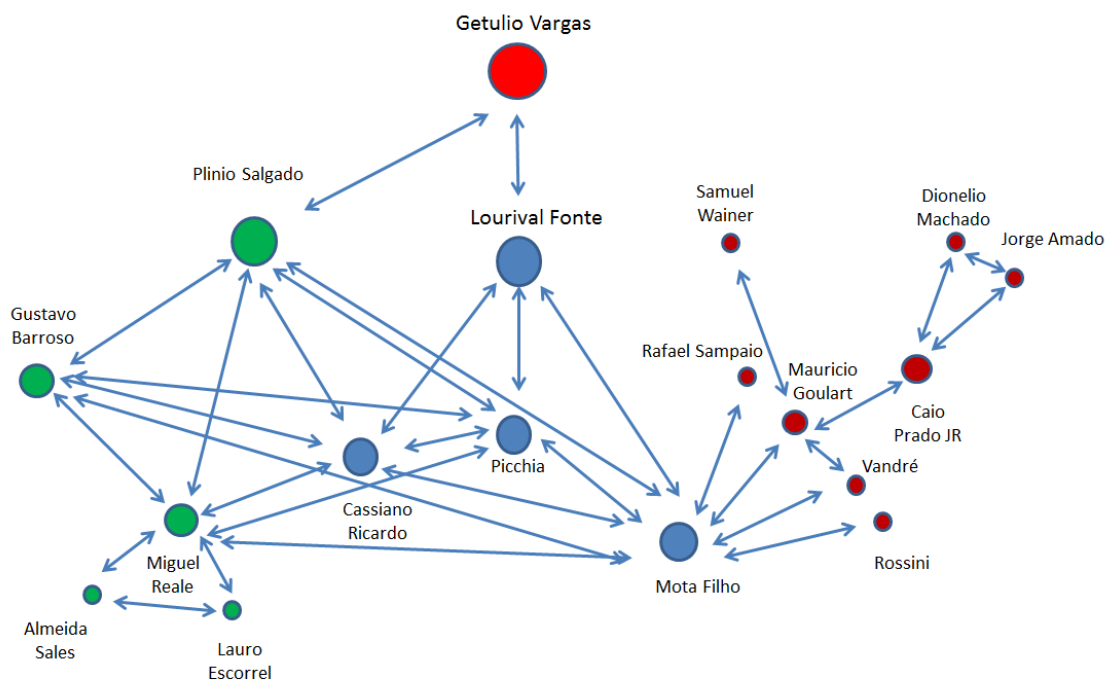 Getulio Vargas
Plinio Salgado
Lourival Fonte
Samuel
Wainer
Dionelio
Machado
Jorge Amado
Gustavo
Barroso
Rafael Sampaio
Mauricio
Goulart
Caio
Prado JR
Picchia
Vandré
Cassiano
Ricardo
Rossini
Miguel
Reale
Mota Filho
Almeida
Sales
Lauro
Escorrel